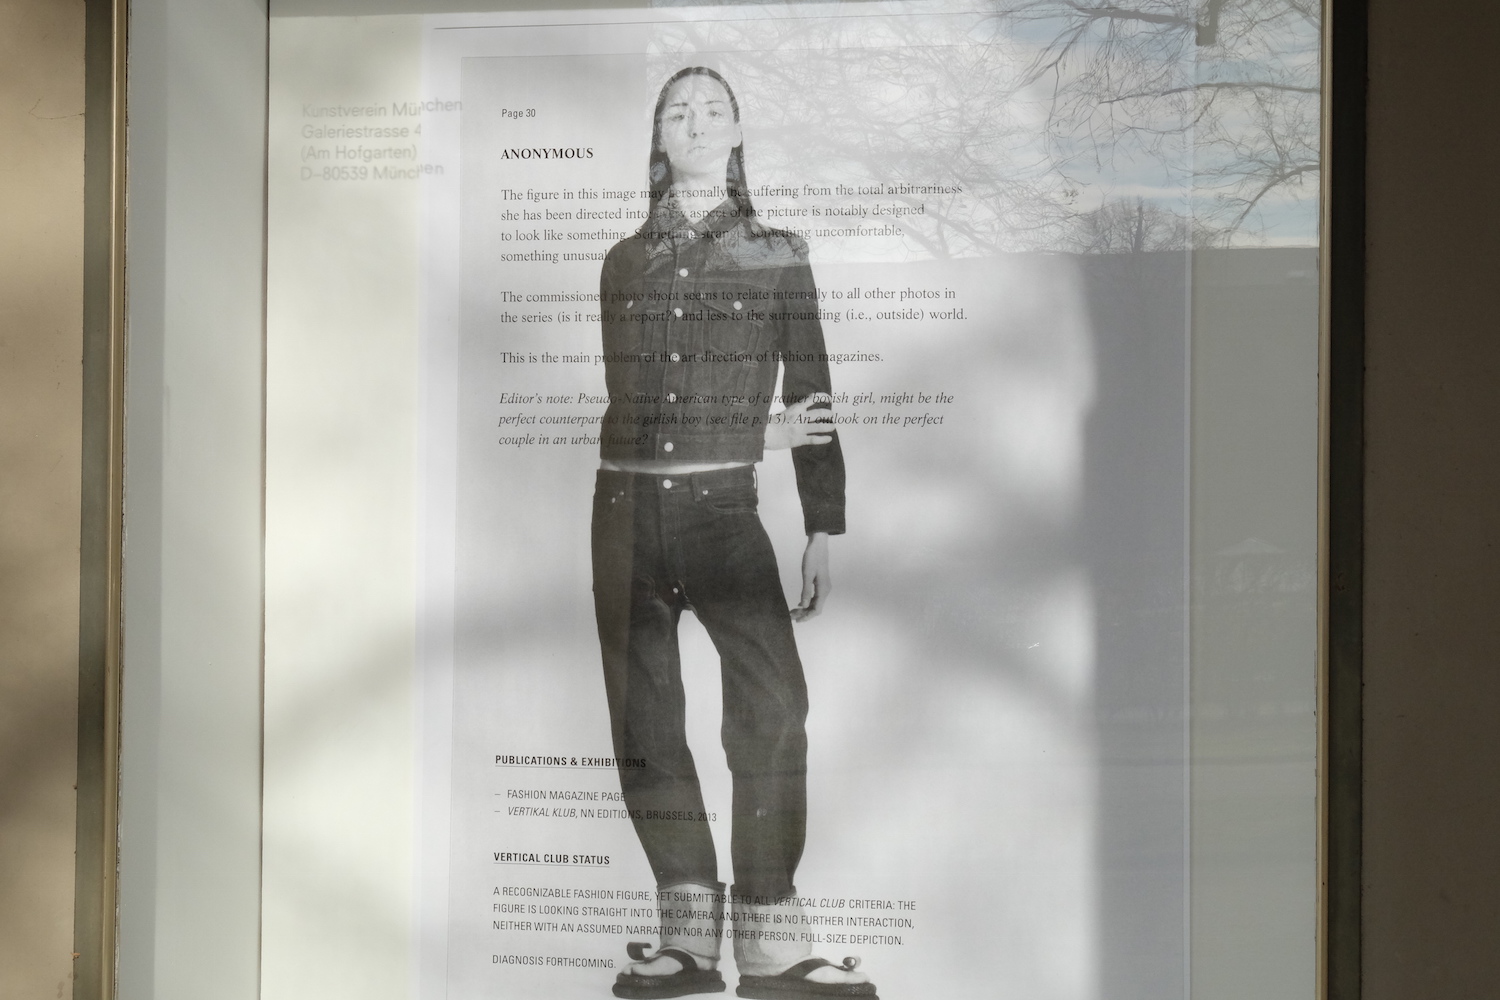 Kunstverein München
Galeriestrasse 4
(Am Hofgarten)
D–80539 München
Page 30
ANONYMOUS
The figure in this image may personally be suffering from the total arbitrariness
she has been directed into: every aspect of the picture is notably designed
to look like something. Something strange, something uncomfortable,
something unusual.
The commissioned photo shoot seems to relate internally to all other photos in
the series (is it really a report?) and less to the surrounding (i.e., outside) world.
This is the main problem of the art direction of fashion magazines.
Editor's note: Pseudo-Native American type of a rather boyish girl, might be the
perfect counterpart to the girlish boy (see file p. 13). An outlook on the perfect
couple in an urban future?
PUBLICATIONS & EXHIBITIONS
– FASHION MAGAZINE PAGE
– VERTIKAL KLUB, NN EDITIONS, BRUSSELS, 2013
VERTICAL CLUB STATUS
A RECOGNIZABLE FASHION FIGURE, YET SUBMITTABLE TO ALL VERTICAL CLUB CRITERIA: THE
FIGURE IS LOOKING STRAIGHT INTO THE CAMERA, AND THERE IS NO FURTHER INTERACTION,
NEITHER WITH AN ASSUMED NARRATION NOR ANY OTHER PERSON. FULL-SIZE DEPICTION.
DIAGNOSIS FORTHCOMING.